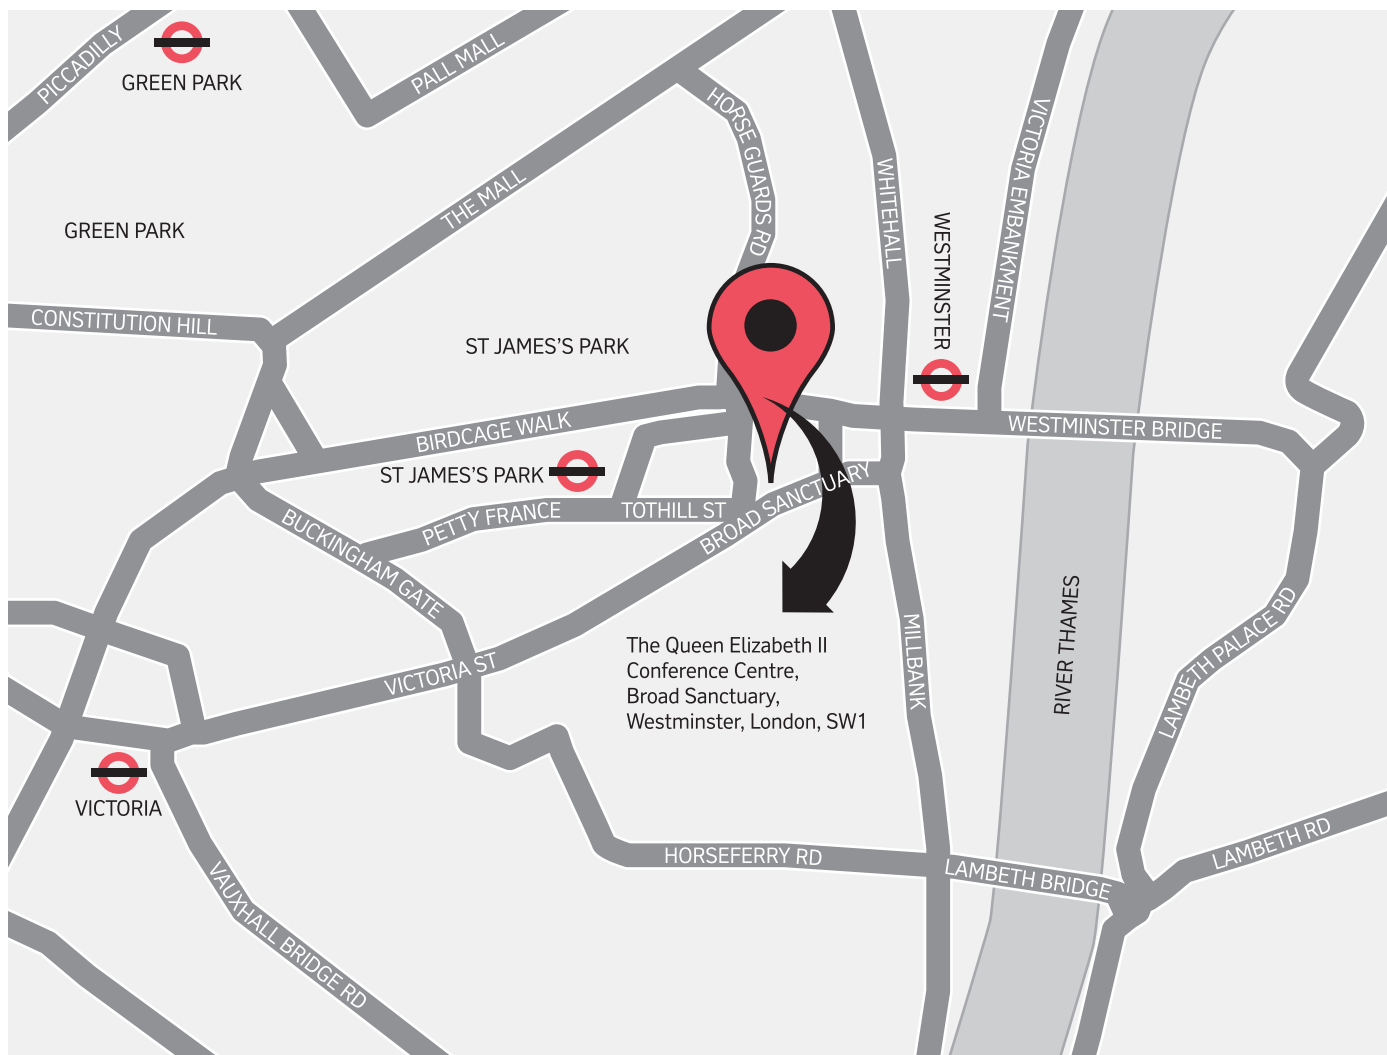 PICCADILLY
GREEN PARK
PALL MALL
HORSE GUARDS RD
VICTORIA EMBANKMENT
THE MALL
WHITEHALL
GREEN PARK
WESTMINSTER
CONSTITUTION HILL
ST JAMES'S PARK
BIRDCAGE WALK
WESTMINSTER BRIDGE
ST JAMES'S PARK
PETTY FRANCE
TOTHILL ST
BROAD SANCTUARY
BUCKINGHAM GATE
RIVER THAMES
LAMBETH PALACE RD
MILLBANK
VICTORIA ST
The Queen Elizabeth II
Conference Centre,
Broad Sanctuary,
Westminster, London, SW1
VICTORIA
HORSEFERRY RD
LAMBETH BRIDGE
LAMBETH RD
VAUXHALL BRIDGE RD